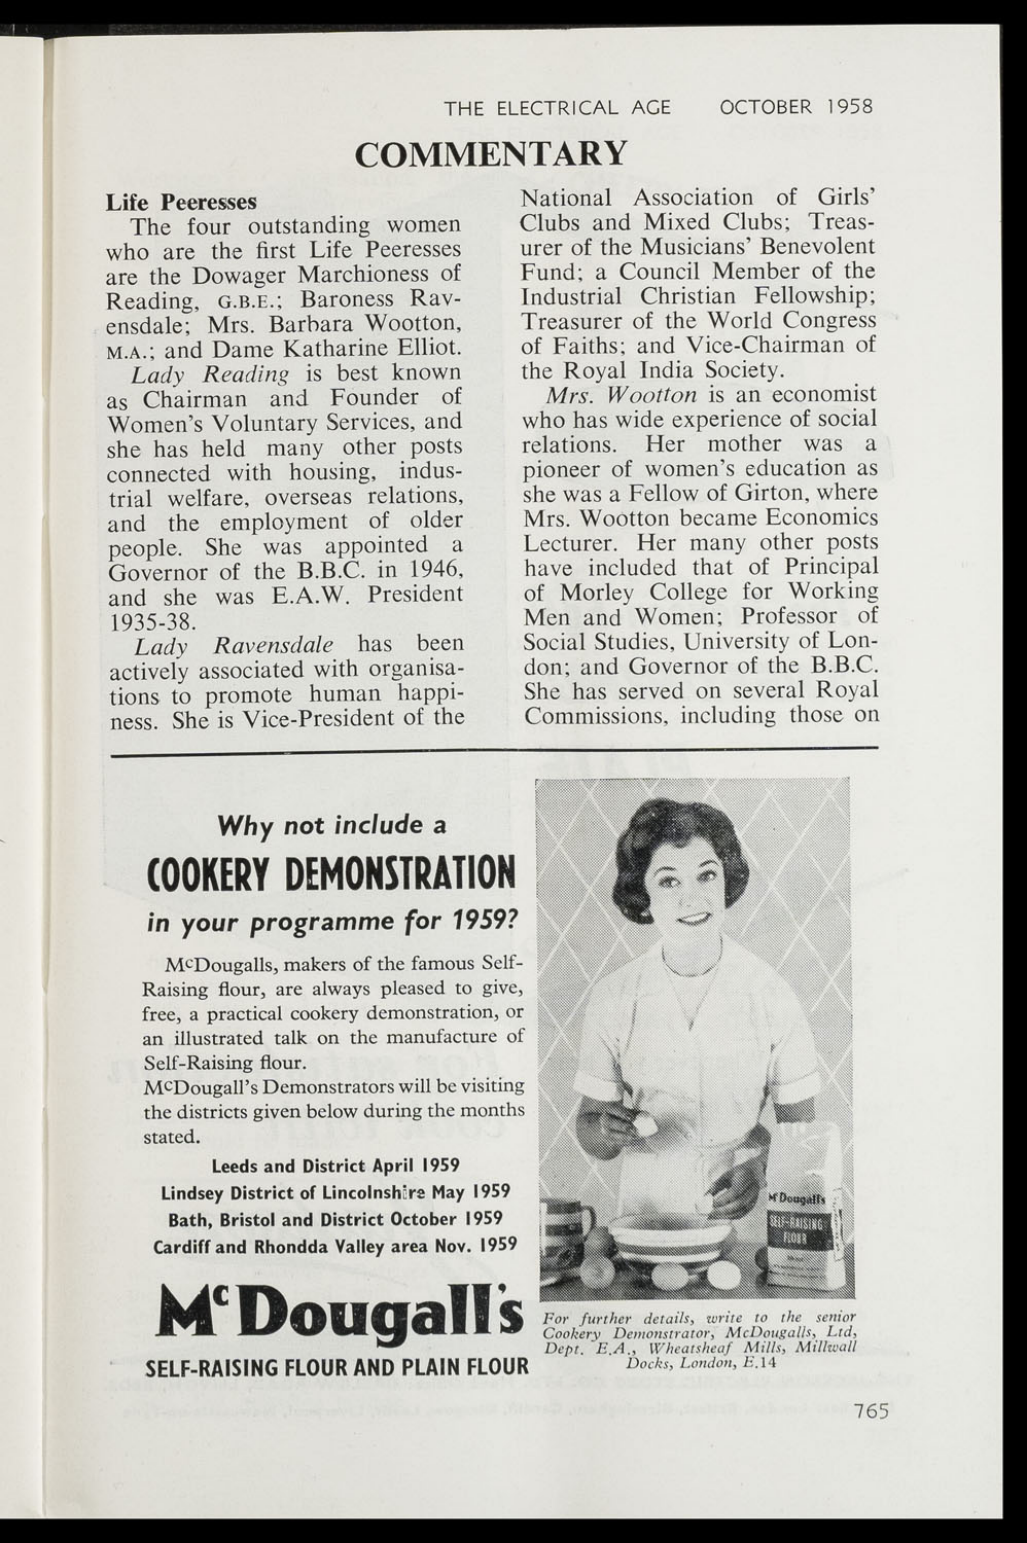 THE ELECTRICAL AGE OCTOBER 1958
COMMENTARY
Life Peeresses
The four outstanding women
who are the first Life Peeresses
are the Dowager Marchioness of
Reading, G.B.E.; Baroness Rav-
ensdale; Mrs. Barbara Wootton,
M.A.; and Dame Katharine Elliot.
Lady Reading is best known
as Chairman and Founder of
Women's Voluntary Services, and
she has held many other posts
connected with housing, indus-
trial welfare, overseas relations,
and the employment of older
people. She was appointed a
Governor of the B.B.C. in 1946,
and she was E.A.W. President
1935-38.
Lady Ravensdale has been
actively associated with organisa-
tions to promote human happi-
ness. She is Vice-President of the
National Association of Girls'
Clubs and Mixed Clubs; Treas-
urer of the Musicians' Benevolent
Fund; a Council Member of the
Industrial Christian Fellowship;
Treasurer of the World Congress
of Faiths; and Vice-Chairman of
the Royal India Society.
Mrs. Wootton is an economist
who has wide experience of social
relations. Her mother was a
pioneer of women's education as
she was a Fellow of Girton, where
Mrs. Wootton became Economics
Lecturer. Her many other posts
have included that of Principal
of Morley College for Working
Men and Women; Professor of
Social Studies, University of Lon-
don; and Governor of the B.B.C.
She has served on several Royal
Commissions, including those on
Why not include a
COOKERY DEMONSTRATION
in your programme for 1959?
McDougalls, makers of the famous Self-
Raising flour, are always pleased to give,
free, a practical cookery demonstration, or
an illustrated talk on the manufacture of
Self-Raising flour.
McDougall's Demonstrators will be visiting
the districts given below during the months
stated.
Leeds and District April 1959
Lindsey District of Lincolnshire May 1959
Bath, Bristol and District October 1959
Cardiff and Rhondda Valley area Nov. 1959
McDougall's
SELF-RAISING FLOUR AND PLAIN FLOUR
McDougall's
SELF-RAISING
FLOUR
For further details, write to the senior
Cookery Demonstrator, McDougalls, Ltd,
Dept. E.A., Wheatsheaf Mills, Millwall
Docks, London, E.14
765